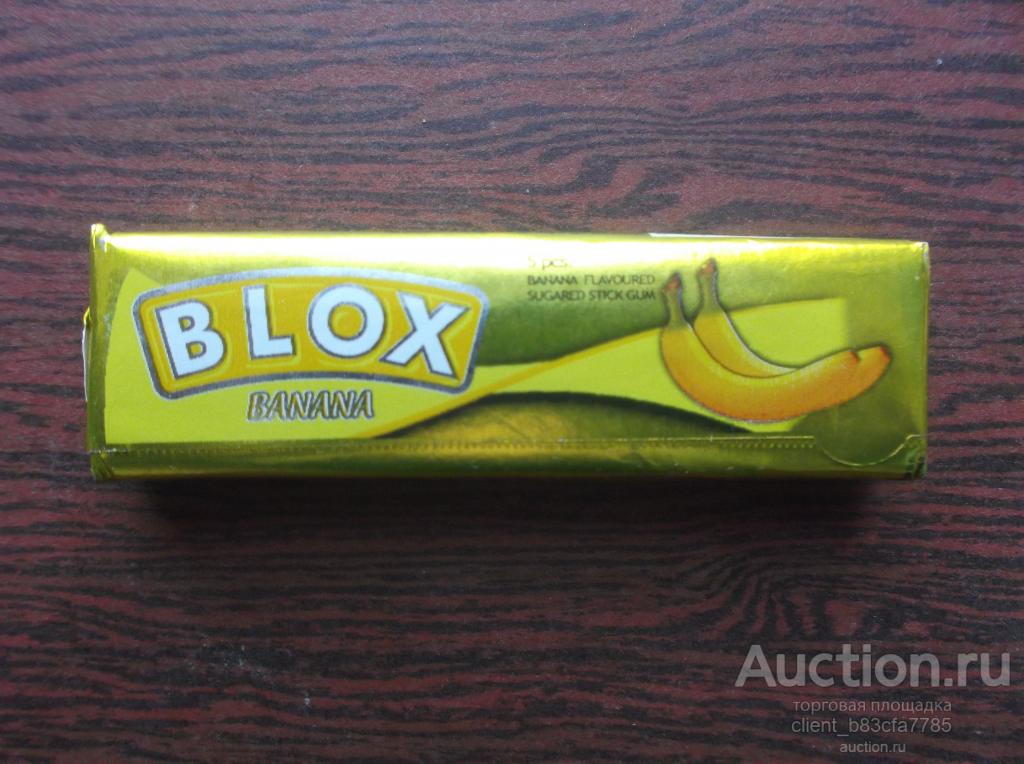 5 pcs.
BANANA FLAVOURED
SUGARED STICK GUM
BLOX
BANANA
Auction.ru
торговая площадка
client_b83cfa7785
auction.ru